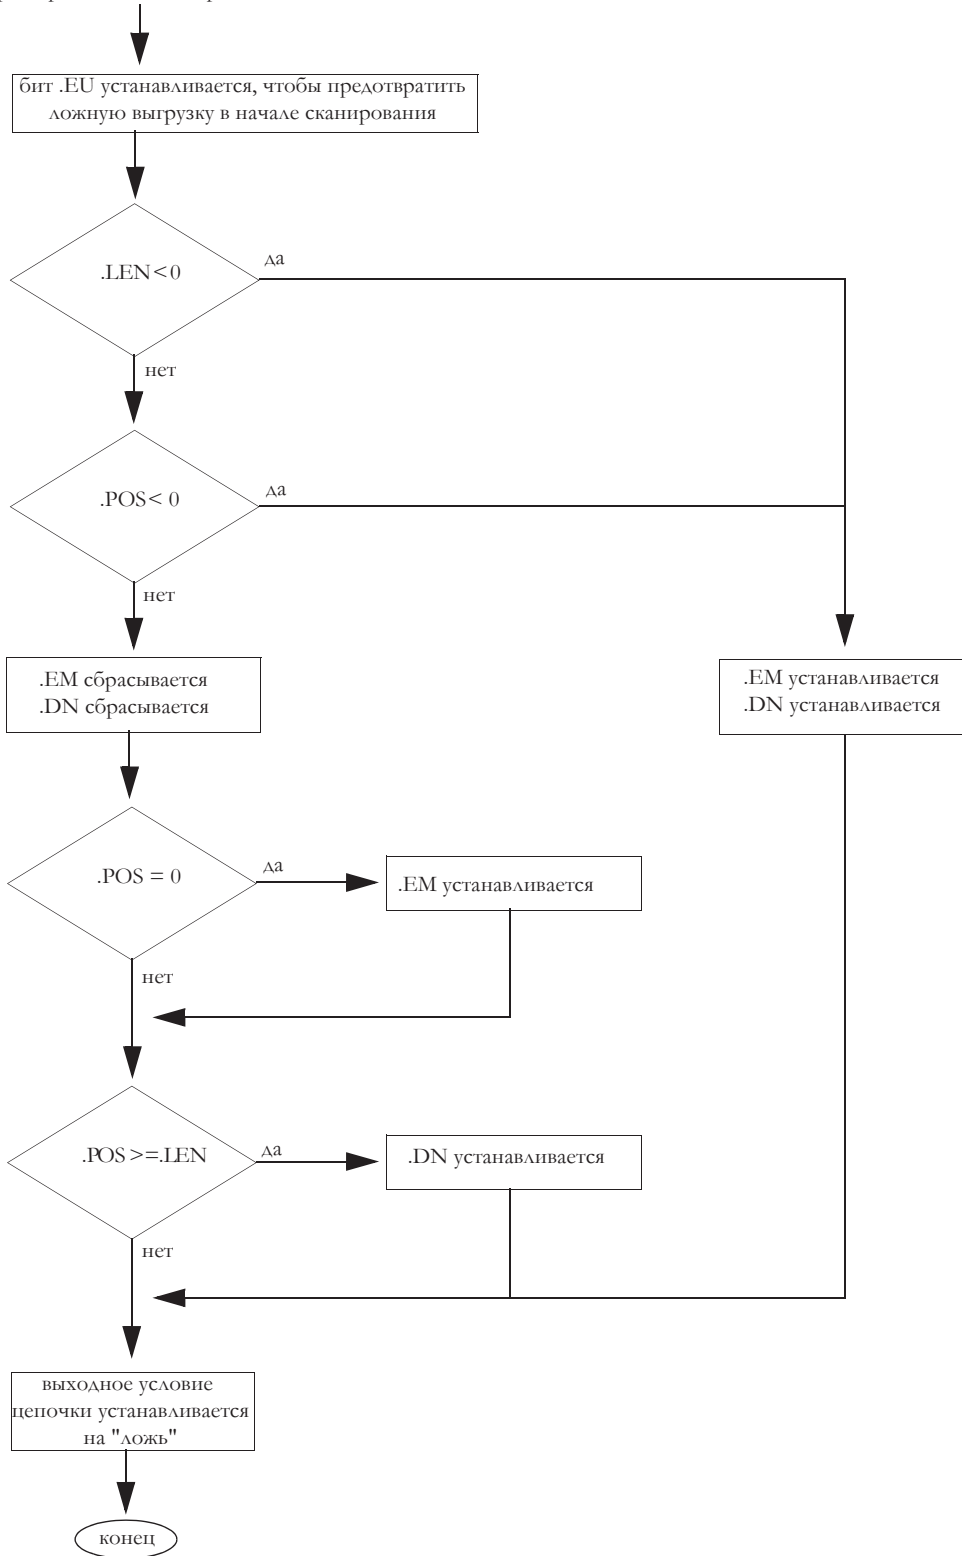 бит .EU устанавливается, чтобы предотвратить
ложную выгрузку в начале сканирования
.LEN<0
да
нет
.POS< 0
да
нет
.EM сбрасывается
.DN сбрасывается
.EM устанавливается
.DN устанавливается
.POS = 0
да
.EM устанавливается
нет
.POS>=.LEN
да
.DN устанавливается
нет
выходное условие
цепочки устанавливается
на "ложь"
конец